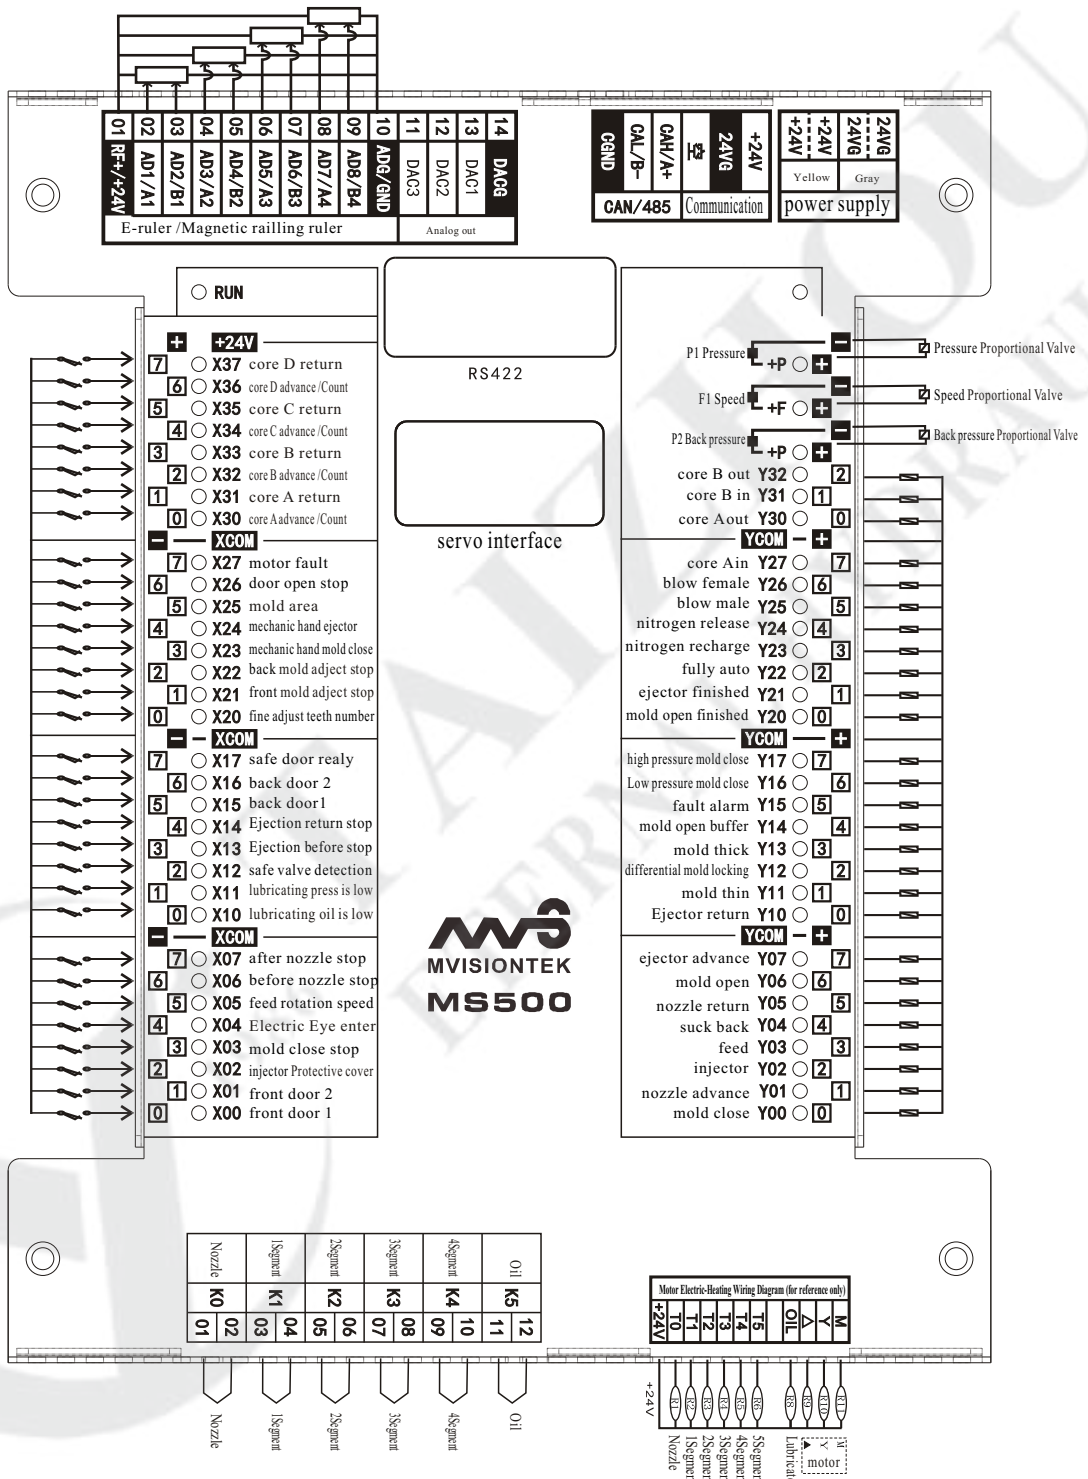 01 02 03 04 05 06 07 08 09 10 11 12 13 14
RF+/+24V AD1/A1 AD2/B1 AD3/A2 AD4/B2 AD5/A3 AD6/B3 AD7/A4 AD8/B4 ADG/GND DAC3 DAC2 DAC1 DACG
E-ruler /Magnetic railling ruler
Analog out
CGND CAL/B- CAH/A+ 24VG +24V
CAN/485 Communication
+24V +24V 24VG 24VG
Yellow Gray
power supply
RUN
RS422
servo interface
+ +24V
7 X37 core D return
6 X36 core D advance /Count
5 X35 core C return
4 X34 core C advance /Count
3 X33 core B return
2 X32 core B advance /Count
1 X31 core A return
0 X30 core A advance /Count
- XCOM
7 X27 motor fault
6 X26 door open stop
5 X25 mold area
4 X24 mechanic hand ejector
3 X23 mechanic hand mold close
2 X22 back mold adject stop
1 X21 front mold adject stop
0 X20 fine adjust teeth number
- XCOM
7 X17 safe door realy
6 X16 back door 2
5 X15 back door1
4 X14 Ejection return stop
3 X13 Ejection before stop
2 X12 safe valve detection
1 X11 lubricating press is low
0 X10 lubricating oil is low
- XCOM
7 X07 after nozzle stop
6 X06 before nozzle stop
5 X05 feed rotation speed
4 X04 Electric Eye enter
3 X03 mold close stop
2 X02 injector Protective cover
1 X01 front door 2
0 X00 front door 1
MVISIONTEK
MS500
P1 Pressure +P - + Pressure Proportional Valve
F1 Speed +F - + Speed Proportional Valve
P2 Back pressure +P - + Back pressure Proportional Valve
core B out Y32 2
core B in Y31 1
core Aout Y30 0
YCOM - +
core Ain Y27 7
blow female Y26 6
blow male Y25 5
nitrogen release Y24 4
nitrogen recharge Y23 3
fully auto Y22 2
ejector finished Y21 1
mold open finished Y20 0
YCOM +
high pressure mold close Y17 7
Low pressure mold close Y16 6
fault alarm Y15 5
mold open buffer Y14 4
mold thick Y13 3
differential mold locking Y12 2
mold thin Y11 1
Ejector return Y10 0
YCOM - +
ejector advance Y07 7
mold open Y06 6
nozzle return Y05 5
suck back Y04 4
feed Y03 3
injector Y02 2
nozzle advance Y01 1
mold close Y00 0
Nozzle 1Segment 2Segment 3Segment 4Segment Oil
K0 K1 K2 K3 K4 K5
01 02 03 04 05 06 07 08 09 10 11 12
Nozzle 1Segment 2Segment 3Segment 4Segment Oil
Motor Electric-Heating Wiring Diagram (for reference only)
+24V T0 T1 T2 T3 T4 T5 OIL △ Y M
+24V R1 R2 R3 R4 R5 R6 R8 R9 R10 R11
Nozzle 1Segmen 2Segmen 3Segmen 4Segmen 5Segmen Lubricat
▲ Y M
motor
TAIZHOU